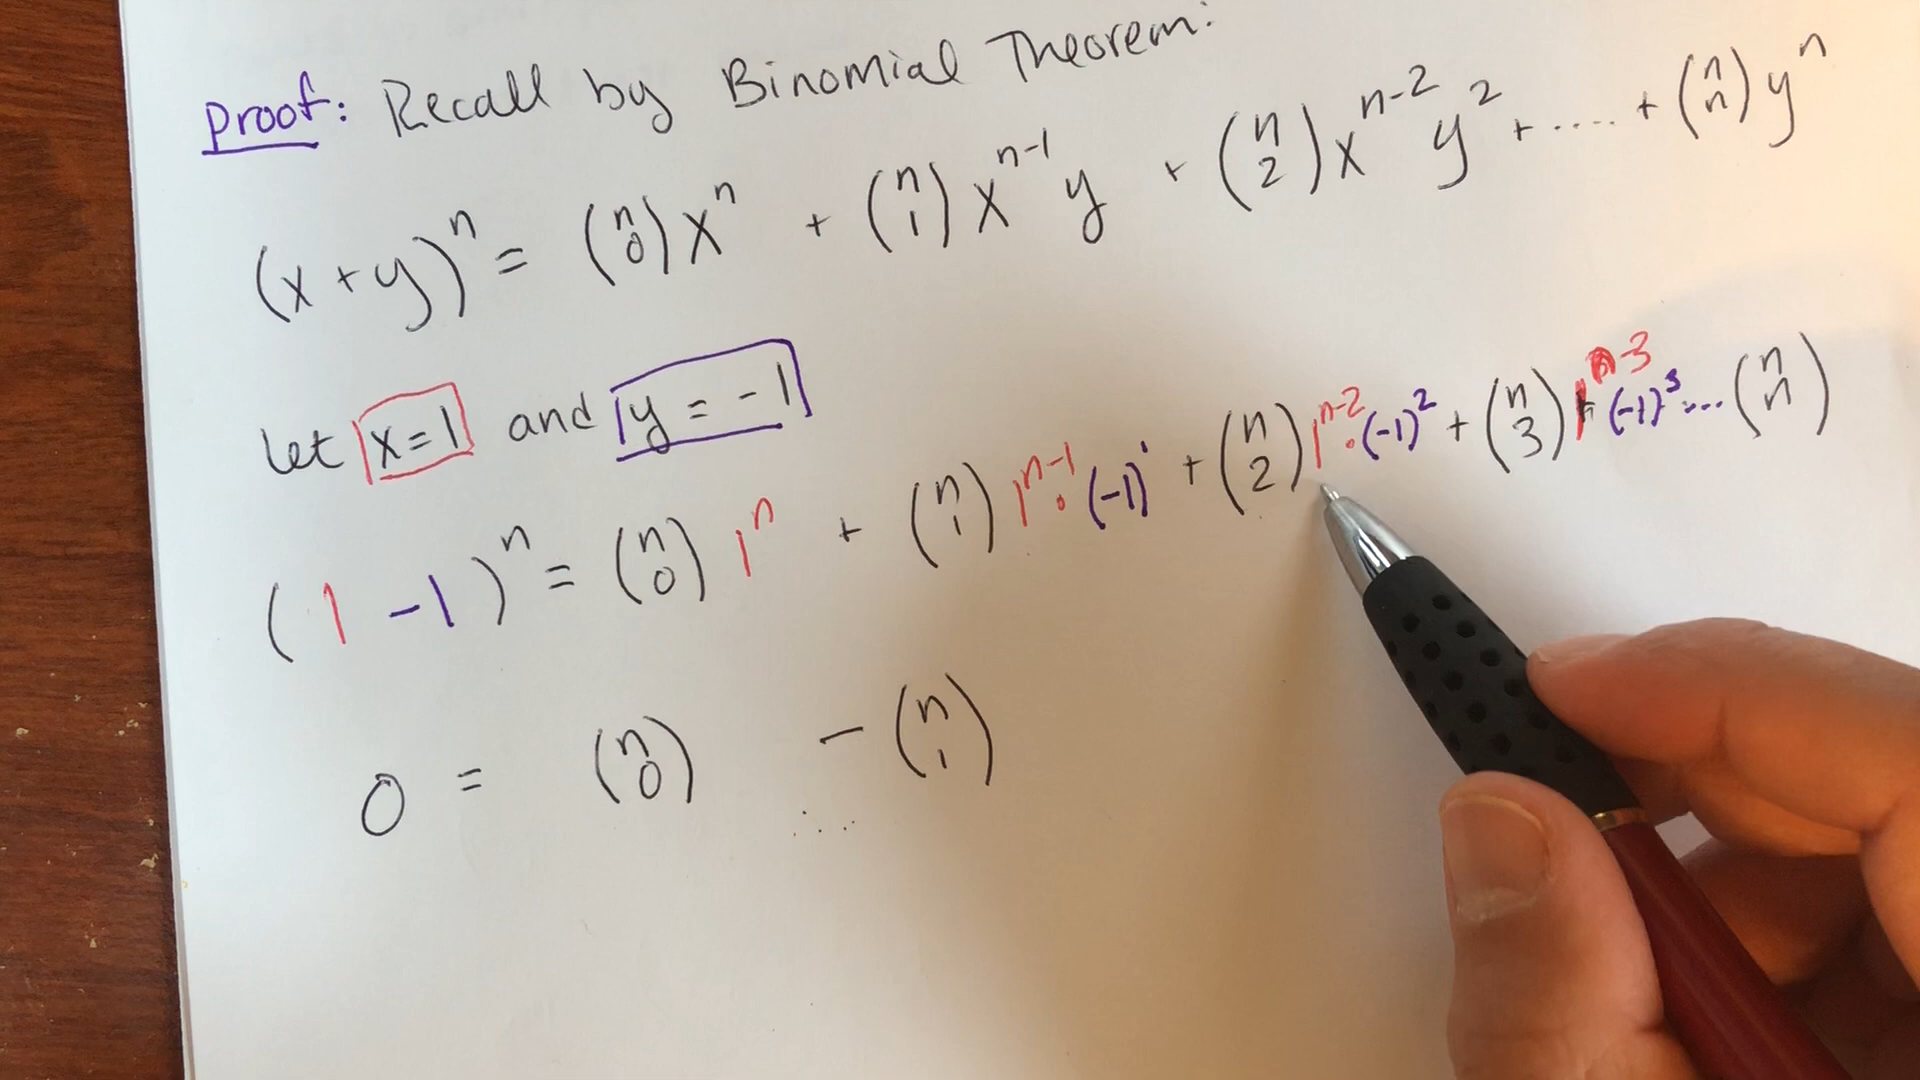 Proof: Recall by Binomial Theorem:
(x+y)^n = (n 0) x^n + (n 1) x^{n-1} y + (n 2) x^{n-2} y^2 + ..... + (n n) y^n
let x=1 and y = -1
(1 -1)^n = (n 0) 1^n + (n 1) 1^{n-1} · (-1)^1 + (n 2) 1^{n-2} · (-1)^2 + (n 3) 1^{n-3} (-1)^3 ... (n n)
0 = (n 0) - (n 1)